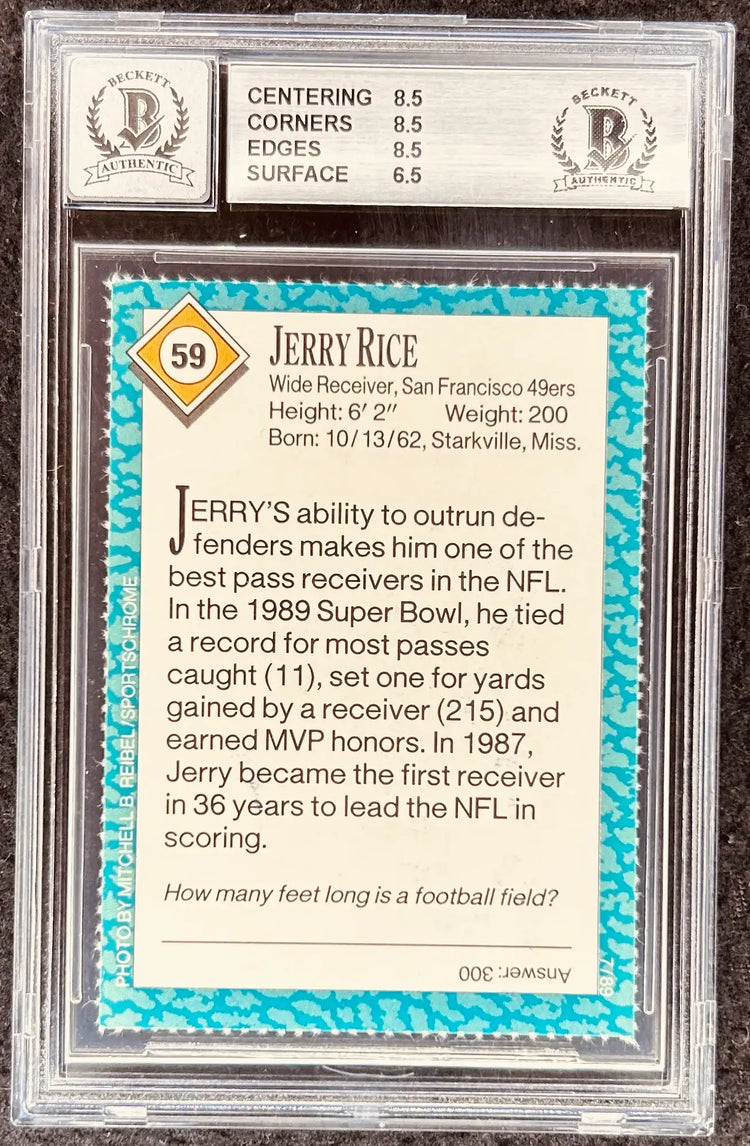 BECKETT
B
AUTHENTIC
CENTERING 8.5
CORNERS 8.5
EDGES 8.5
SURFACE 6.5
BECKETT
B
AUTHENTIC
59
JERRY RICE
Wide Receiver, San Francisco 49ers
Height: 6′ 2″ Weight: 200
Born: 10/13/62, Starkville, Miss.
JERRY'S ability to outrun de-
fenders makes him one of the
best pass receivers in the NFL.
In the 1989 Super Bowl, he tied
a record for most passes
caught (11), set one for yards
gained by a receiver (215) and
earned MVP honors. In 1987,
Jerry became the first receiver
in 36 years to lead the NFL in
scoring.
How many feet long is a football field?
Answer: 300
PHOTO BY MITCHELL B. REIBEL/SPORTSCHROME
7/89